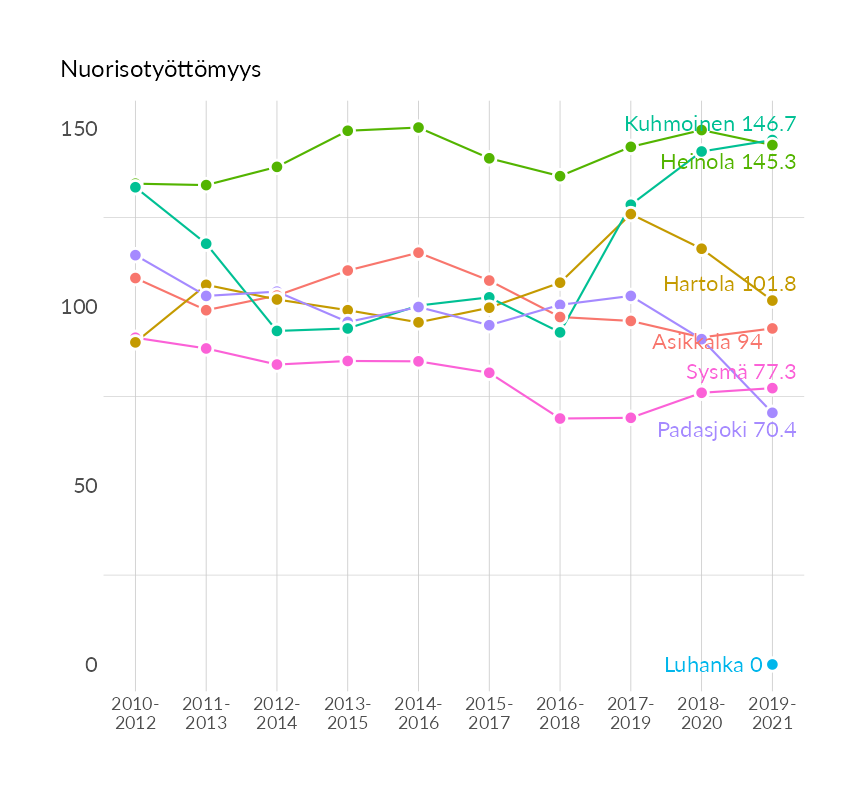 Nuorisotyöttömyys
150
100
50
0
Kuhmoinen 146.7
Heinola 145.3
Hartola 101.8
Asikkala 94
Sysmä 77.3
Padasjoki 70.4
Luhanka 0
2010-2012
2011-2013
2012-2014
2013-2015
2014-2016
2015-2017
2016-2018
2017-2019
2018-2020
2019-2021